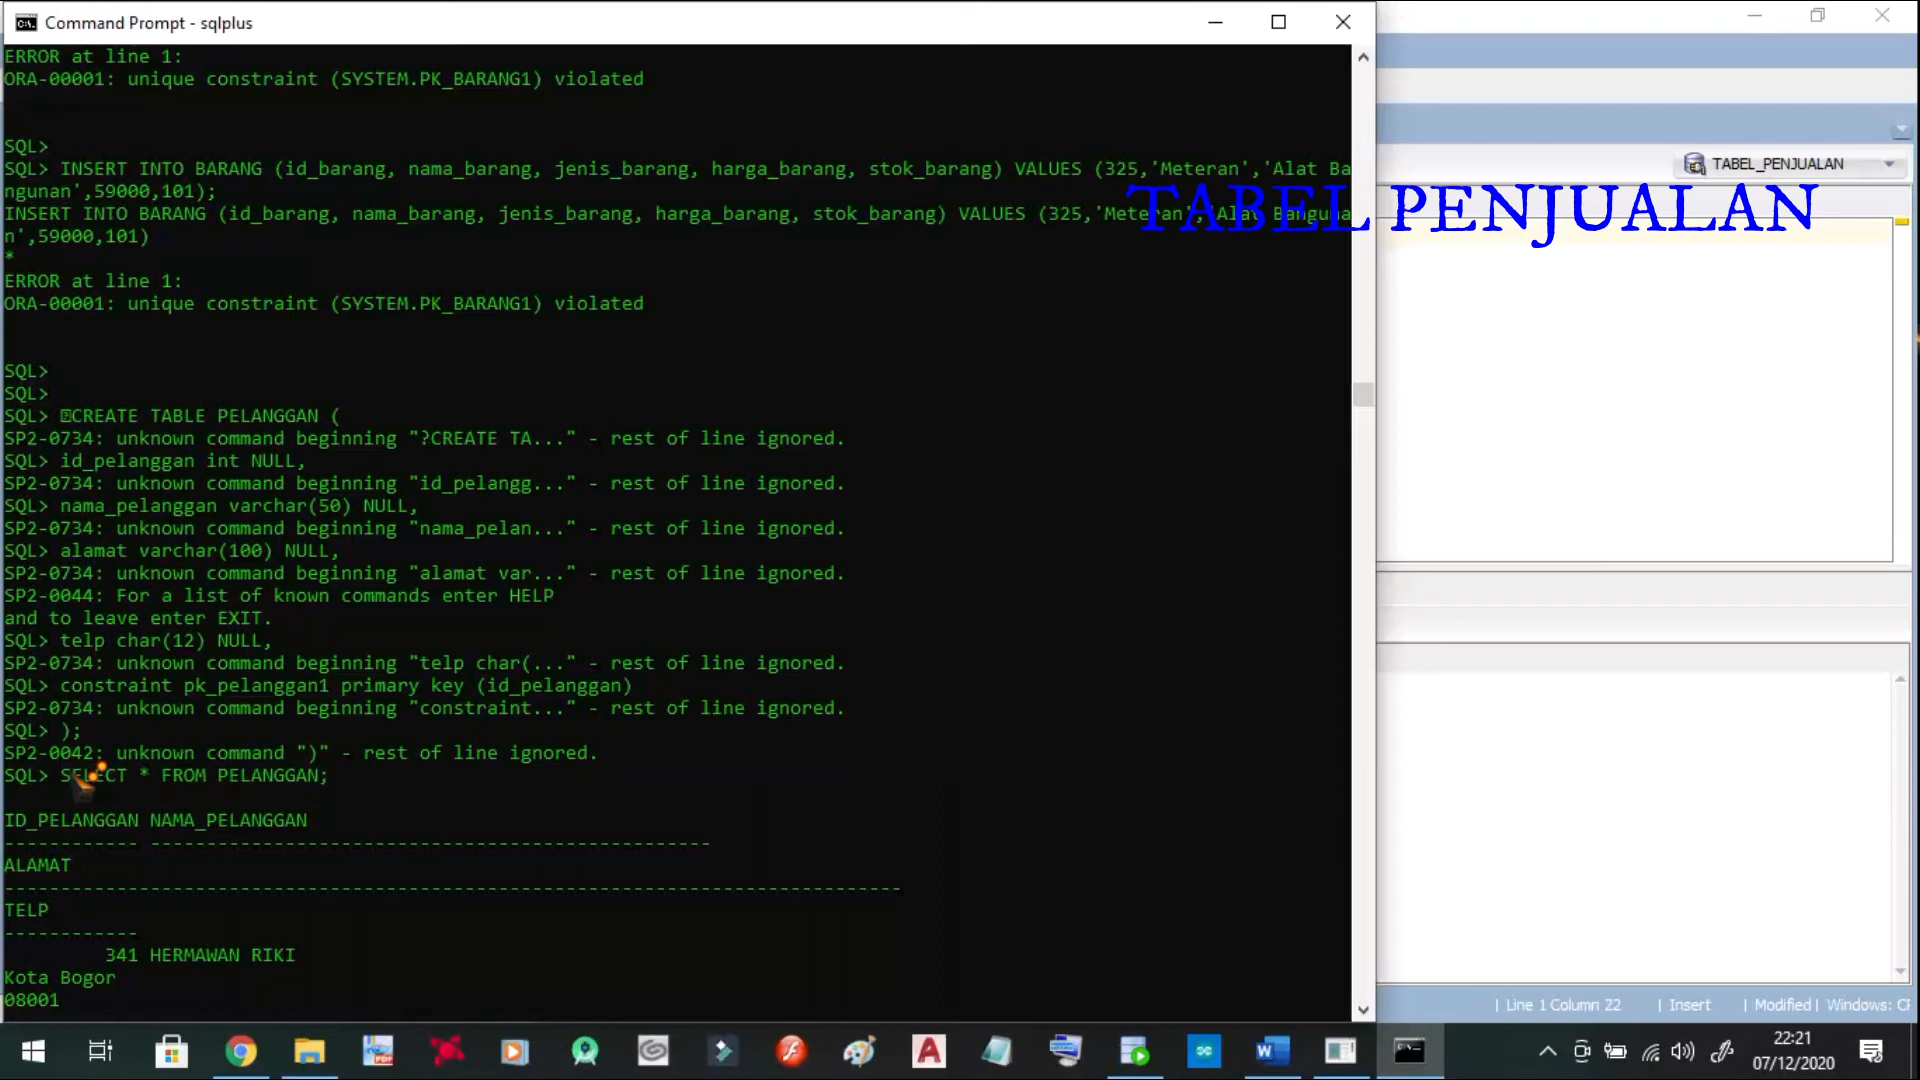 Command Prompt - sqlplus
ERROR at line 1:
ORA-00001: unique constraint (SYSTEM.PK_BARANG1) violated
SQL>
SQL> INSERT INTO BARANG (id_barang, nama_barang, jenis_barang, harga_barang, stok_barang) VALUES (325,'Meteran','Alat Ba
ngunan',59000,101);
INSERT INTO BARANG (id_barang, nama_barang, jenis_barang, harga_barang, stok_barang) VALUES (325,'Meteran','Alat Banguna
n',59000,101)
*
ERROR at line 1:
ORA-00001: unique constraint (SYSTEM.PK_BARANG1) violated
SQL>
SQL>
SQL> CREATE TABLE PELANGGAN (
SP2-0734: unknown command beginning "?CREATE TA..." - rest of line ignored.
SQL> id_pelanggan int NULL,
SP2-0734: unknown command beginning "id_pelangg..." - rest of line ignored.
SQL> nama_pelanggan varchar(50) NULL,
SP2-0734: unknown command beginning "nama_pelan..." - rest of line ignored.
SQL> alamat varchar(100) NULL,
SP2-0734: unknown command beginning "alamat var..." - rest of line ignored.
SP2-0044: For a list of known commands enter HELP
and to leave enter EXIT.
SQL> telp char(12) NULL,
SP2-0734: unknown command beginning "telp char(..." - rest of line ignored.
SQL> constraint pk_pelanggan1 primary key (id_pelanggan)
SP2-0734: unknown command beginning "constraint..." - rest of line ignored.
SQL> );
SP2-0042: unknown command ")" - rest of line ignored.
SQL> SELECT * FROM PELANGGAN;
ID_PELANGGAN NAMA_PELANGGAN
------------ --------------------------------------------------
ALAMAT
--------------------------------------------------------------------------------
TELP
------------
341 HERMAWAN RIKI
Kota Bogor
08001
TABEL_PENJUALAN
TABEL PENJUALAN
| Line 1 Column 22 | Insert | Modified | Windows: CR
22:21
07/12/2020